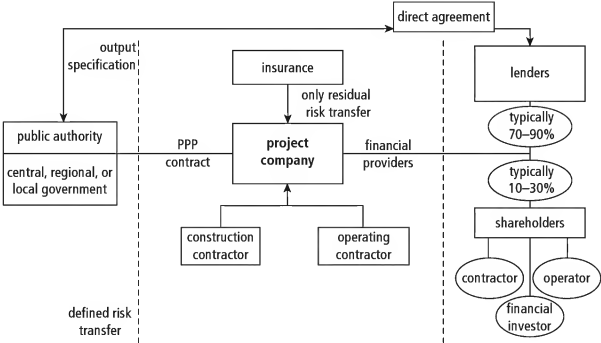 direct agreement
output
specification
insurance
lenders
only residual
risk transfer
typically
70–90%
public authority
central, regional, or
local government
PPP
contract
project
company
financial
providers
typically
10–30%
shareholders
construction
contractor
operating
contractor
contractor
operator
financial
investor
defined risk
transfer